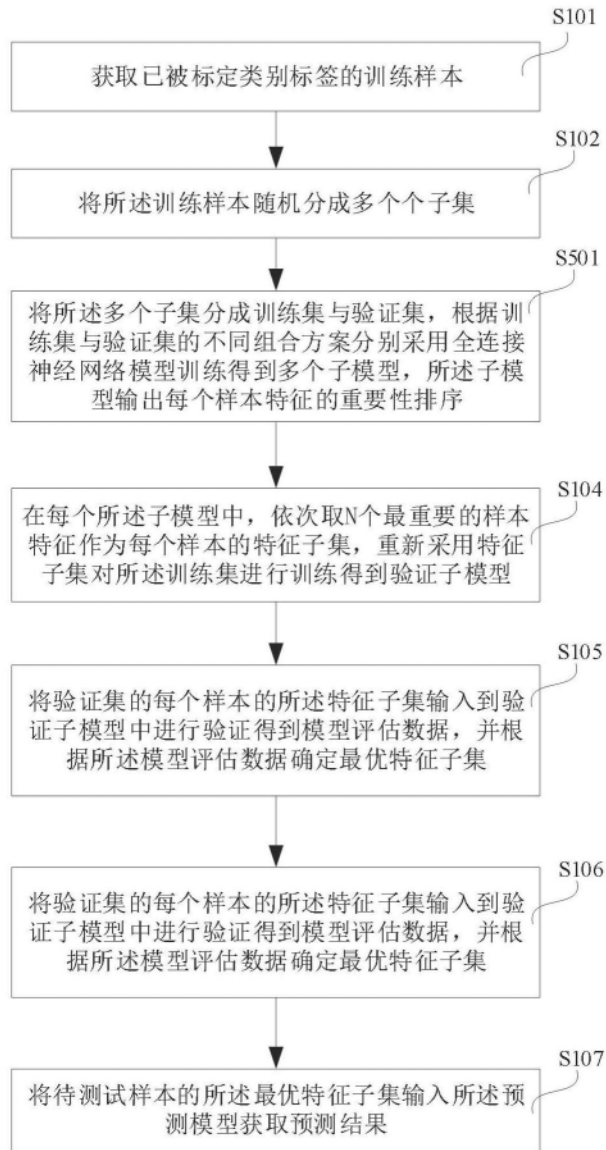 S101
获取已被标定类别标签的训练样本
S102
将所述训练样本随机分成多个个子集
S501
将所述多个子集分成训练集与验证集，根据训
练集与验证集的不同组合方案分别采用全连接
神经网络模型训练得到多个子模型，所述子模
型输出每个样本特征的重要性排序
S104
在每个所述子模型中，依次取N个最重要的样本
特征作为每个样本的特征子集，重新采用特征
子集对所述训练集进行训练得到验证子模型
S105
将验证集的每个样本的所述特征子集输入到验
证子模型中进行验证得到模型评估数据，并根
据所述模型评估数据确定最优特征子集
S106
将验证集的每个样本的所述特征子集输入到验
证子模型中进行验证得到模型评估数据，并根
据所述模型评估数据确定最优特征子集
S107
将待测试样本的所述最优特征子集输入所述预
测模型获取预测结果